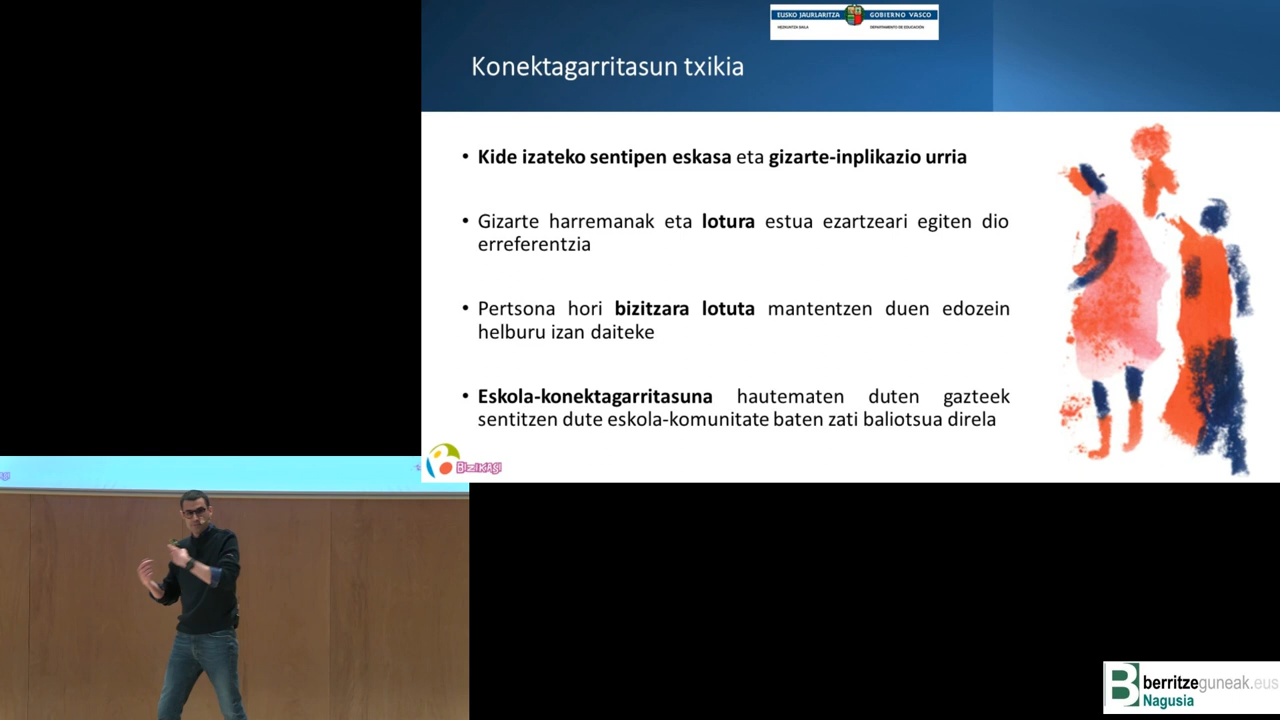 EUSKO JAURLARITZA
GOBIERNO VASCO
HEZKUNTZA SAILA
DEPARTAMENTO DE EDUCACIÓN
Konektagarritasun txikia
• Kide izateko sentipen eskasa eta gizarte-inplikazio urria
• Gizarte harremanak eta lotura estua ezartzeari egiten dio
erreferentzia
• Pertsona hori bizitzara lotuta mantentzen duen edozein
helburu izan daiteke
• Eskola-konektagarritasuna hautematen duten gazteek
sentitzen dute eskola-komunitate baten zati baliotsua direla
BIZIKAGI
berritzeguneak.eus
Nagusia